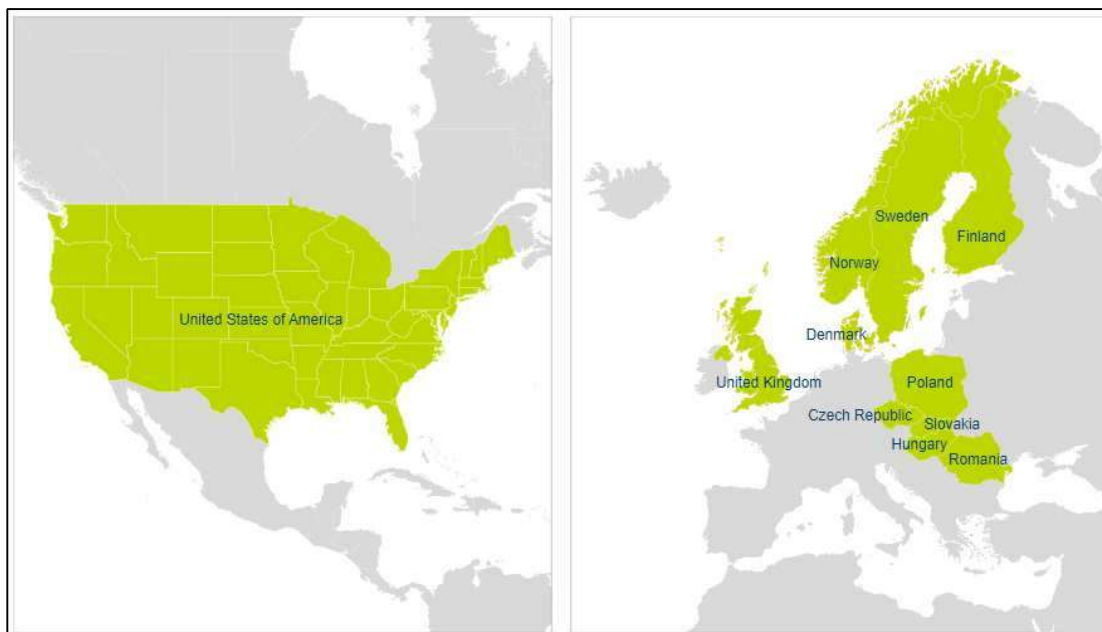 United States of America
Sweden
Finland
Norway
Denmark
United Kingdom
Poland
Czech Republic
Slovakia
Hungary
Romania